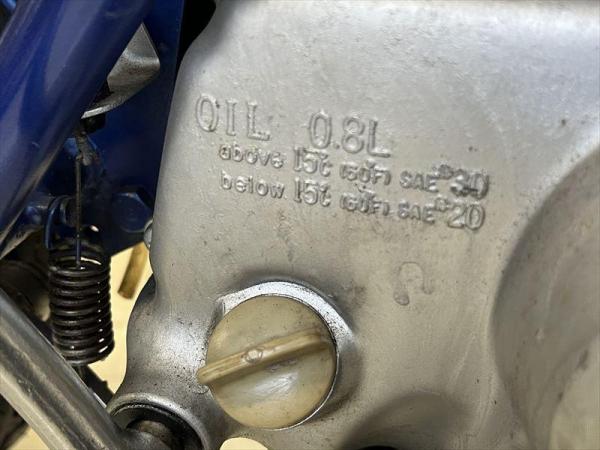 OIL 0.8L
above 15℃ (60°F) SAE #30
below 15℃ (60°F) SAE #20